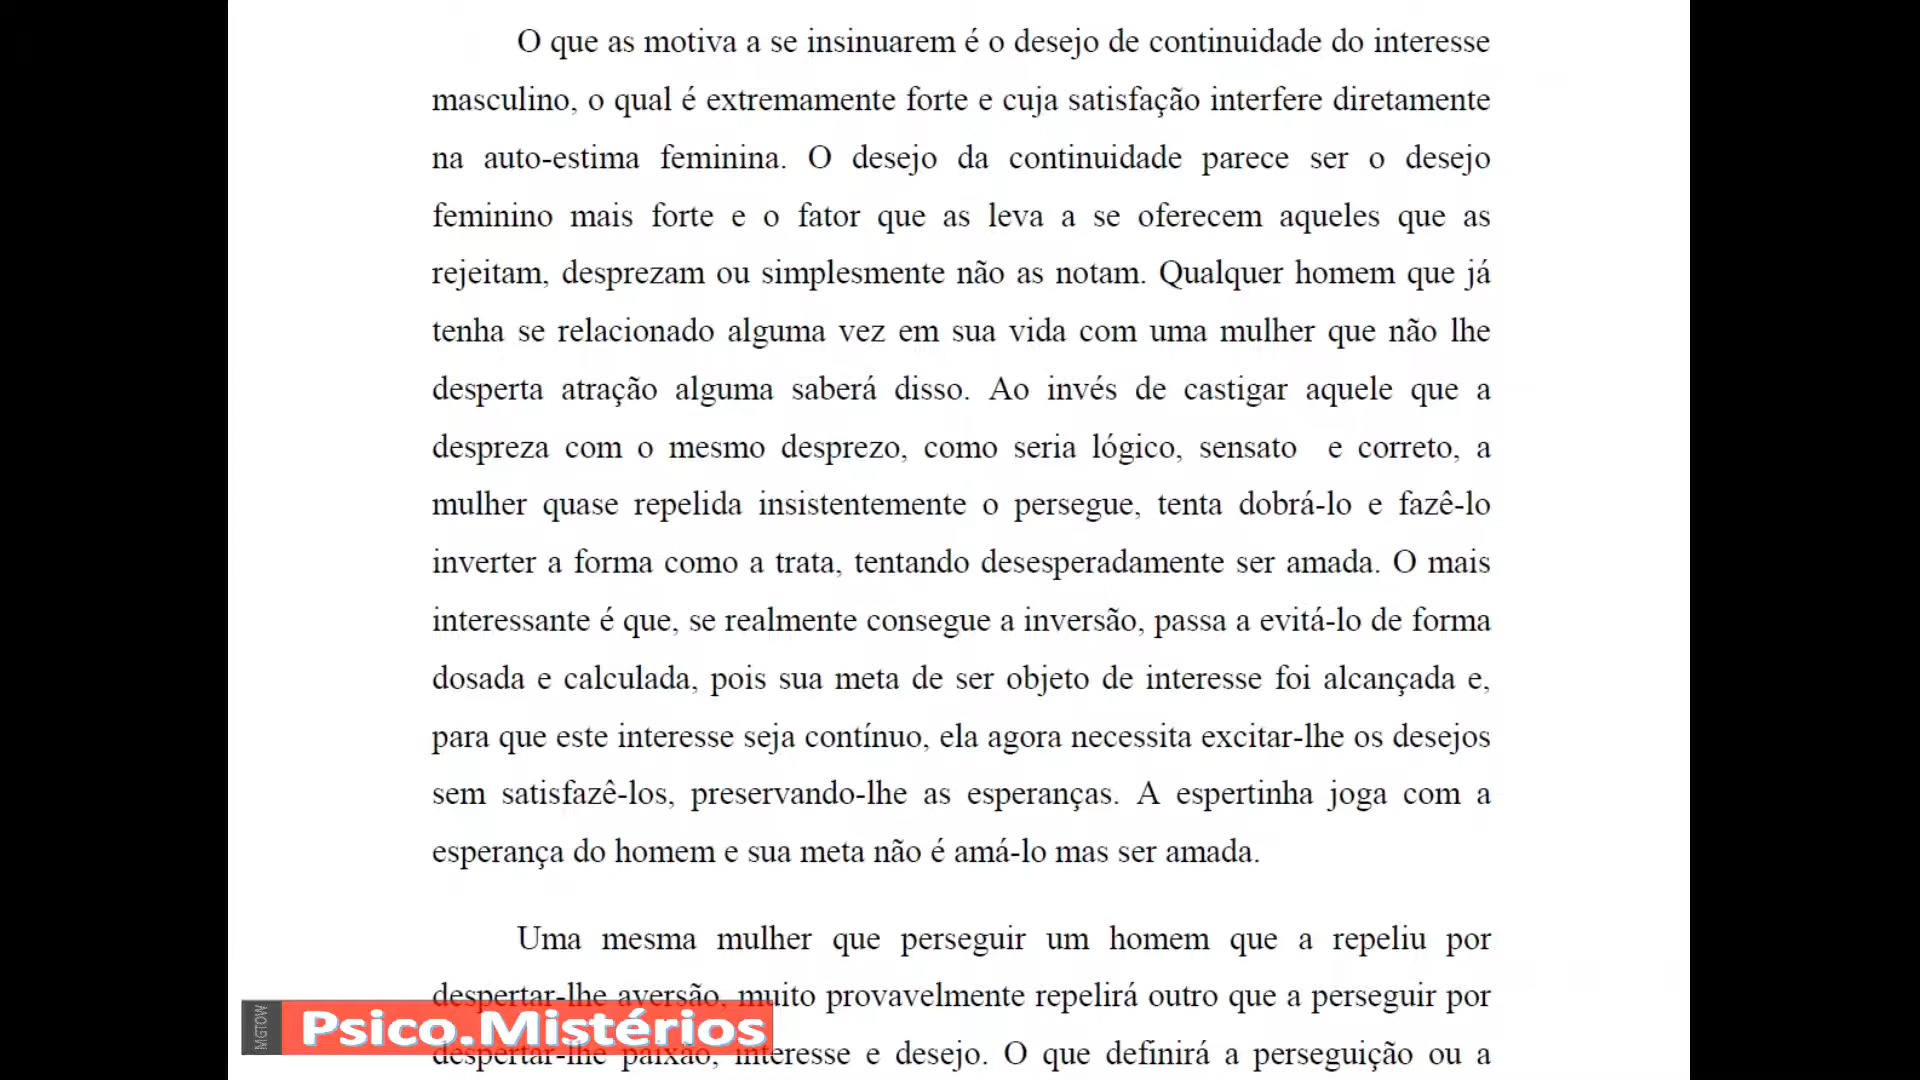 O que as motiva a se insinuarem é o desejo de continuidade do interesse
masculino, o qual é extremamente forte e cuja satisfação interfere diretamente
na auto-estima feminina. O desejo da continuidade parece ser o desejo
feminino mais forte e o fator que as leva a se oferecem aqueles que as
rejeitam, desprezam ou simplesmente não as notam. Qualquer homem que já
tenha se relacionado alguma vez em sua vida com uma mulher que não lhe
desperta atração alguma saberá disso. Ao invés de castigar aquele que a
despreza com o mesmo desprezo, como seria lógico, sensato e correto, a
mulher quase repelida insistentemente o persegue, tenta dobrá-lo e fazê-lo
inverter a forma como a trata, tentando desesperadamente ser amada. O mais
interessante é que, se realmente consegue a inversão, passa a evitá-lo de forma
dosada e calculada, pois sua meta de ser objeto de interesse foi alcançada e,
para que este interesse seja contínuo, ela agora necessita excitar-lhe os desejos
sem satisfazê-los, preservando-lhe as esperanças. A espertinha joga com a
esperança do homem e sua meta não é amá-lo mas ser amada.
Uma mesma mulher que perseguir um homem que a repeliu por
despertar-lhe aversão, muito provavelmente repelirá outro que a perseguir por
despertar-lhe paixão, interesse e desejo. O que definirá a perseguição ou a
MGTOW
Psico.Mistérios